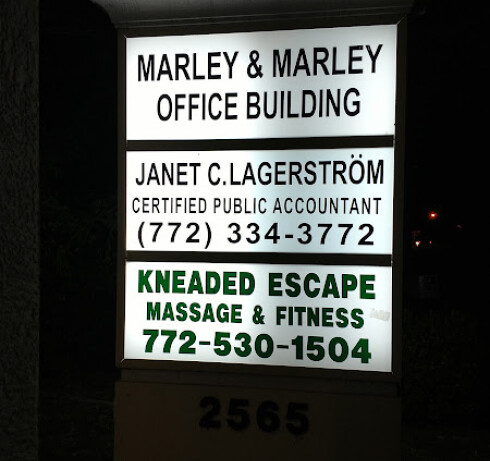 MARLEY & MARLEY
OFFICE BUILDING
JANET C.LAGERSTRÖM
CERTIFIED PUBLIC ACCOUNTANT
(772) 334-3772
KNEADED ESCAPE
MASSAGE & FITNESS
772-530-1504
2565